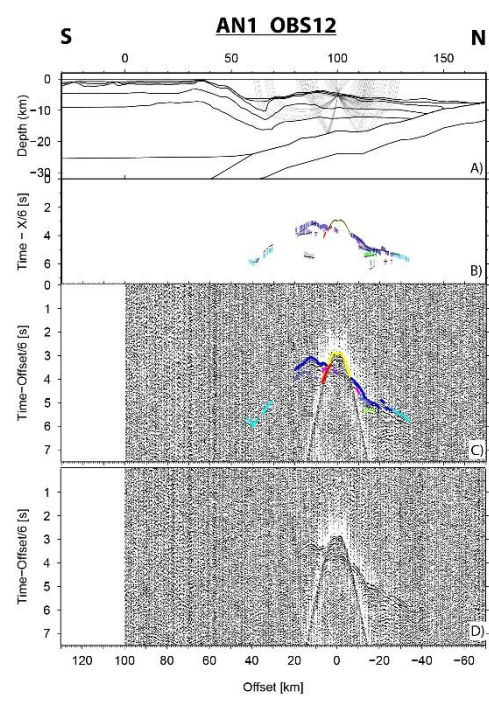 AN1 OBS12
S N
0 50 100 150
Depth (km)
0
−10
−20
−30
A)
Time − X/6 [s]
0
2
4
6
B)
Time−Offset/6 [s]
0
1
2
3
4
5
6
7
C)
Time−Offset/6 [s]
1
2
3
4
5
6
7
D)
120 100 80 60 40 20 0 −20 −40 −60
Offset [km]